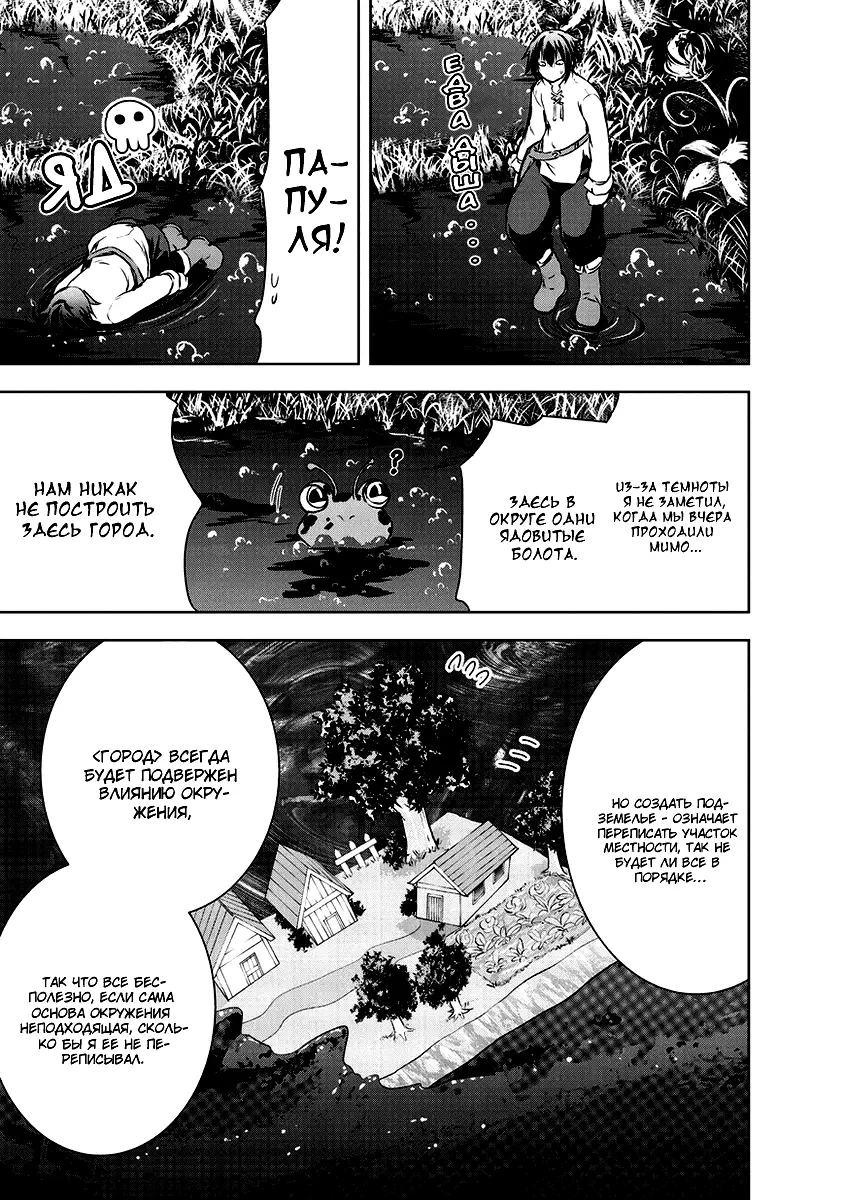 ЕДВА ДЫША...
ПА-
ПУ-
ЛЯ!
ЯД
ИЗ-ЗА ТЕМНОТЫ
Я НЕ ЗАМЕТИЛ,
КОГДА МЫ ВЧЕРА
ПРОХОДИЛИ
МИМО...
ЗДЕСЬ В
ОКРУГЕ ОДНИ
ЯДОВИТЫЕ
БОЛОТА.
?
НАМ НИКАК
НЕ ПОСТРОИТЬ
ЗДЕСЬ ГОРОД.
НО СОЗДАТЬ ПОД-
ЗЕМЕЛЬЕ - ОЗНАЧАЕТ
ПЕРЕПИСАТЬ УЧАСТОК
МЕСТНОСТИ, ТАК НЕ
БУДЕТ ЛИ ВСЕ В
ПОРЯДКЕ...
<ГОРОД> ВСЕГДА
БУДЕТ ПОДВЕРЖЕН
ВЛИЯНИЮ ОКРУ-
ЖЕНИЯ,
ТАК ЧТО ВСЕ БЕС-
ПОЛЕЗНО, ЕСЛИ САМА
ОСНОВА ОКРУЖЕНИЯ
НЕПОДХОДЯЩАЯ, СКОЛЬ-
КО БЫ Я ЕЕ НЕ ПЕ-
РЕПИСЫВАЛ.